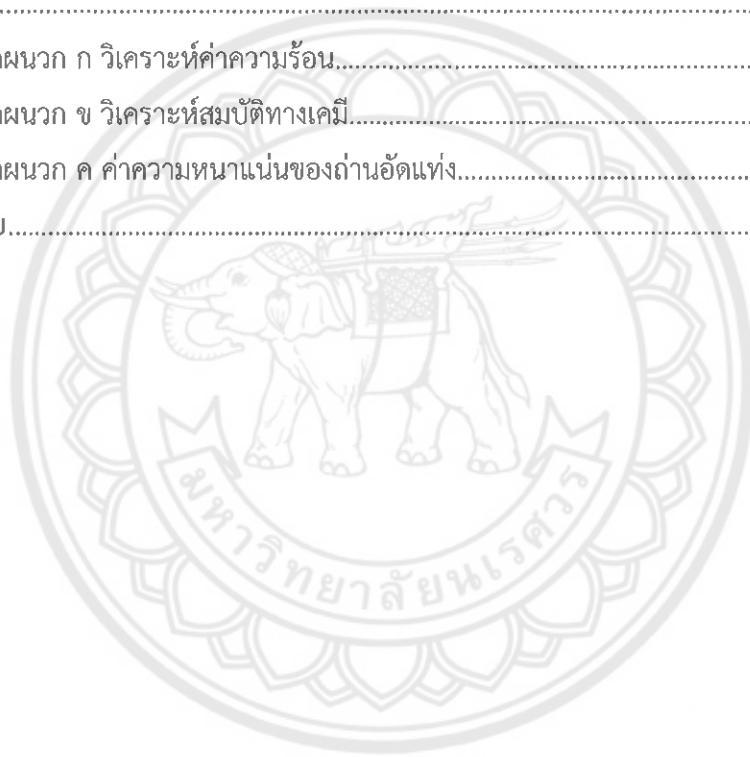 ผนวก ก วิเคราะห์ค่าความร้อน
ผนวก ข วิเคราะห์สมบัติทางเคมี
ผนวก ค ค่าความหนาแน่นของถ่านอัดแท่ง
มหาวิทยาลัยนเรศวร